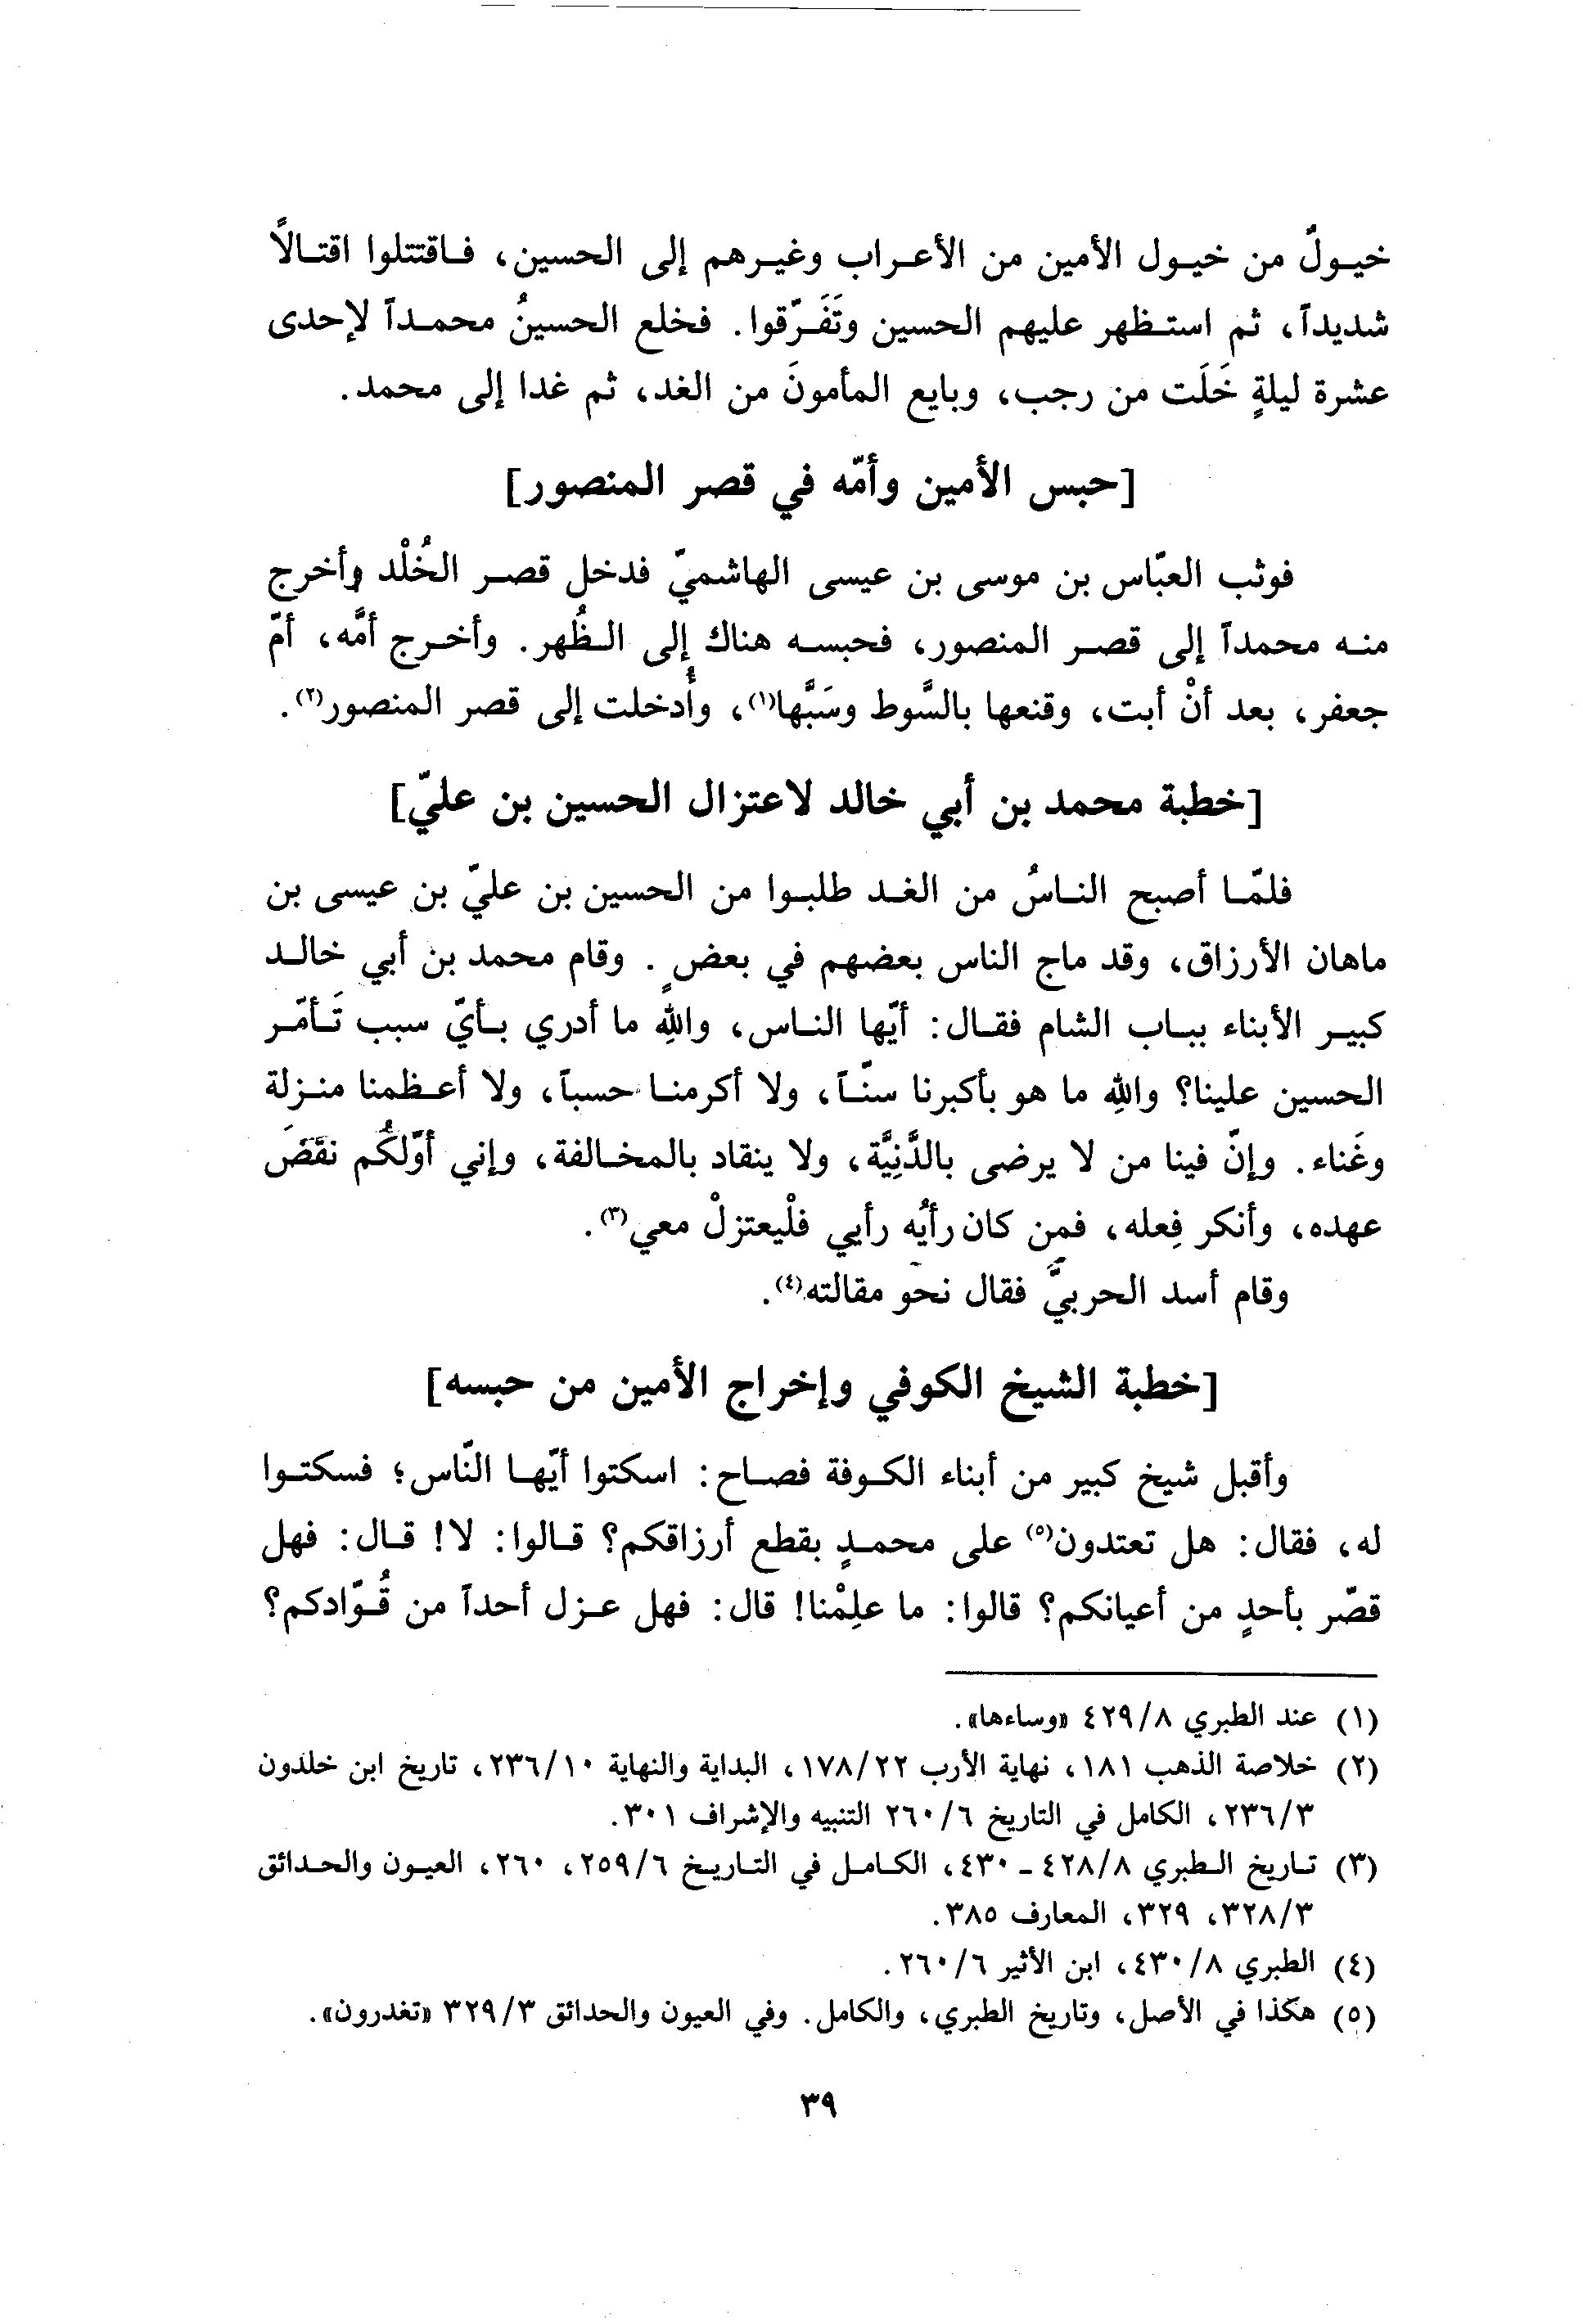 خيولٌ من خيول الأمين من الأعراب وغيرهم إلى الحسين، فاقتتلوا اقتالاً
شديداً، ثم استظهر عليهم الحسين وتَفَرّقوا. فخلع الحسينُ محمداً لإحدى
عشرة ليلةٍ خَلَت من رجب، وبايع المأمونَ من الغد، ثم غدا إلى محمد.
[حبس الأمين وأمّه في قصر المنصور]
فوثب العبّاس بن موسى بن عيسى الهاشميّ فدخل قصر الخُلْد وأخرج
منه محمداً إلى قصر المنصور، فحبسه هناك إلى الظُهر. وأخرج أمَّه، أمّ
جعفر، بعد أنْ أبت، وقنعها بالسَّوط وسَبَّها(١)، وأُدخلت إلى قصر المنصور(٢).
[خطبة محمد بن أبي خالد لاعتزال الحسين بن عليّ]
فلمّا أصبح الناسُ من الغد طلبوا من الحسين بن عليّ بن عيسى بن
ماهان الأرزاق، وقد ماج الناس بعضهم في بعضٍ. وقام محمد بن أبي خالد
كبير الأبناء بباب الشام فقال: أيّها الناس، واللهِ ما أدري بأيّ سبب تَأمّر
الحسين علينا؟ واللهِ ما هو بأكبرنا سنّاً، ولا أكرمنا حسباً، ولا أعظمنا منزلة
وغَناء. وإنّ فينا من لا يرضى بالدَّنِيَّة، ولا ينقاد بالمخالفة، وإني أوّلكُم نقَضَ
عهده، وأنكر فِعله، فمن كان رأيُه رأيي فلْيعتزلْ معي(٣).
وقام أسد الحربيّ فقال نحو مقالته(٤).
[خطبة الشيخ الكوفي وإخراج الأمين من حبسه]
وأقبل شيخ كبير من أبناء الكوفة فصاح: اسكتوا أيّها النّاس؛ فسكتوا
له، فقال: هل تعتدون(٥) على محمدٍ بقطع أرزاقكم؟ قالوا: لا! قال: فهل
قصّر بأحدٍ من أعيانكم؟ قالوا: ما علِمْنا! قال: فهل عزل أحداً من قُوّادكم؟
(١) عند الطبري ٤٢٩/٨ «وساءها».
(٢) خلاصة الذهب ١٨١، نهاية الأرب ١٧٨/٢٢، البداية والنهاية ٢٣٦/١٠، تاريخ ابن خلدون
٢٣٦/٣، الكامل في التاريخ ٢٦٠/٦ التنبيه والإشراف ٣٠١.
(٣) تاريخ الطبري ٤٢٨/٨ ـ ٤٣٠، الكامل في التاريخ ٢٥٩/٦، ٢٦٠، العيون والحدائق
٣٢٨/٣، ٣٢٩، المعارف ٣٨٥.
(٤) الطبري ٤٣٠/٨، ابن الأثير ٢٦٠/٦.
(٥) هكذا في الأصل، وتاريخ الطبري، والكامل. وفي العيون والحدائق ٣٢٩/٣ «تغدرون».
٣٩